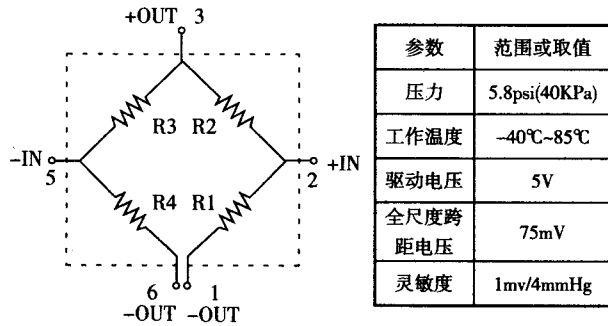 +OUT 3
R3 R2
-IN
5
+IN
2
R4 R1
6 1
-OUT -OUT
参数 范围或取值
压力 5.8psi(40KPa)
工作温度 -40℃~85℃
驱动电压 5V
全尺度跨
距电压 75mV
灵敏度 1mv/4mmHg